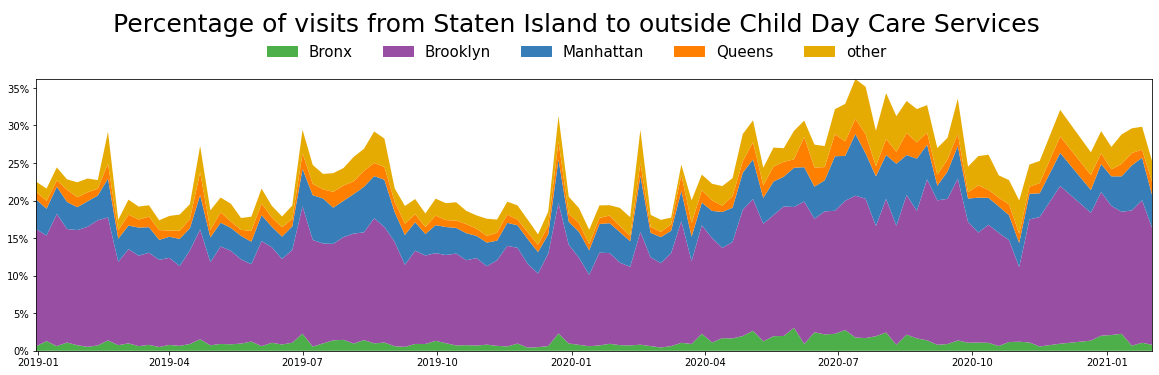 Percentage of visits from Staten Island to outside Child Day Care Services
Bronx Brooklyn Manhattan Queens other
35%
30%
25%
20%
15%
10%
5%
0%
2019-01 2019-04 2019-07 2019-10 2020-01 2020-04 2020-07 2020-10 2021-01